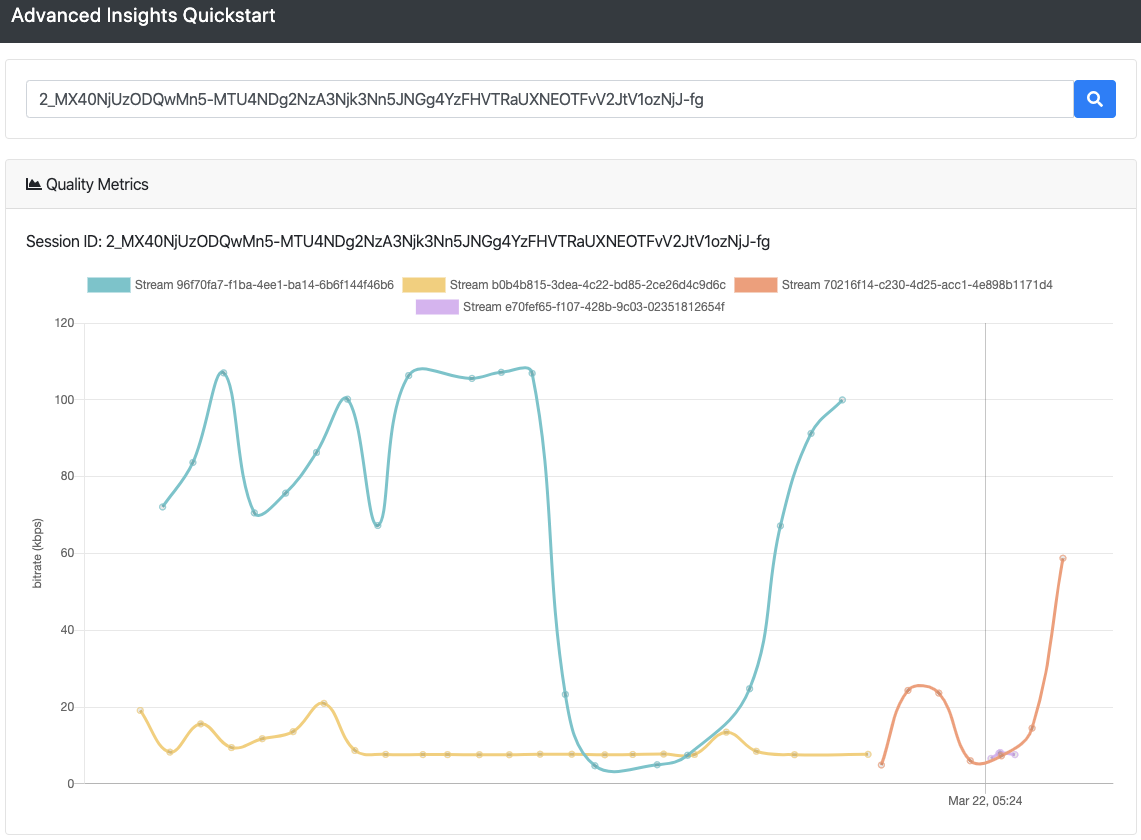 Advanced Insights Quickstart
2_MX40NjUzODQwMn5-MTU4NDg2NzA3Njk3Nn5JNGg4YzFHVTRaUXNEOTFvV2JtV1ozNjJ-fg
Quality Metrics
Session ID: 2_MX40NjUzODQwMn5-MTU4NDg2NzA3Njk3Nn5JNGg4YzFHVTRaUXNEOTFvV2JtV1ozNjJ-fg
Stream 96f70fa7-f1ba-4ee1-ba14-6b6f144f46b6 Stream b0b4b815-3dea-4c22-bd85-2ce26d4c9d6c Stream 70216f14-c230-4d25-acc1-4e898b1171d4
Stream e70fef65-f107-428b-9c03-02351812654f
120
100
80
60
40
20
0
bitrate (kbps)
Mar 22, 05:24